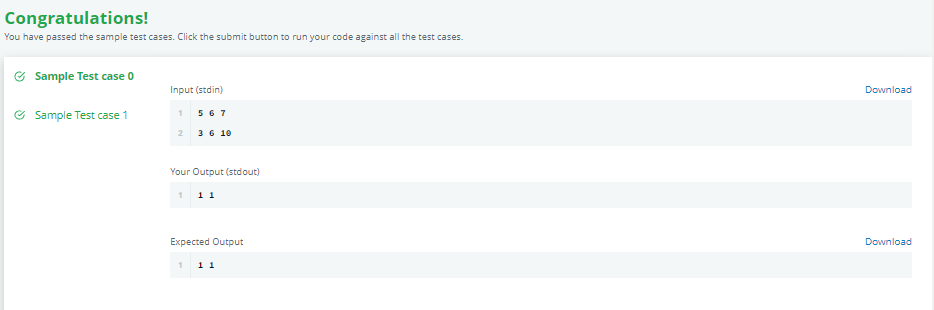 Congratulations!
You have passed the sample test cases. Click the submit button to run your code against all the test cases.
Sample Test case 0
Sample Test case 1
Input (stdin)
Download
1 5 6 7
2 3 6 10
Your Output (stdout)
1 1 1
Expected Output
Download
1 1 1